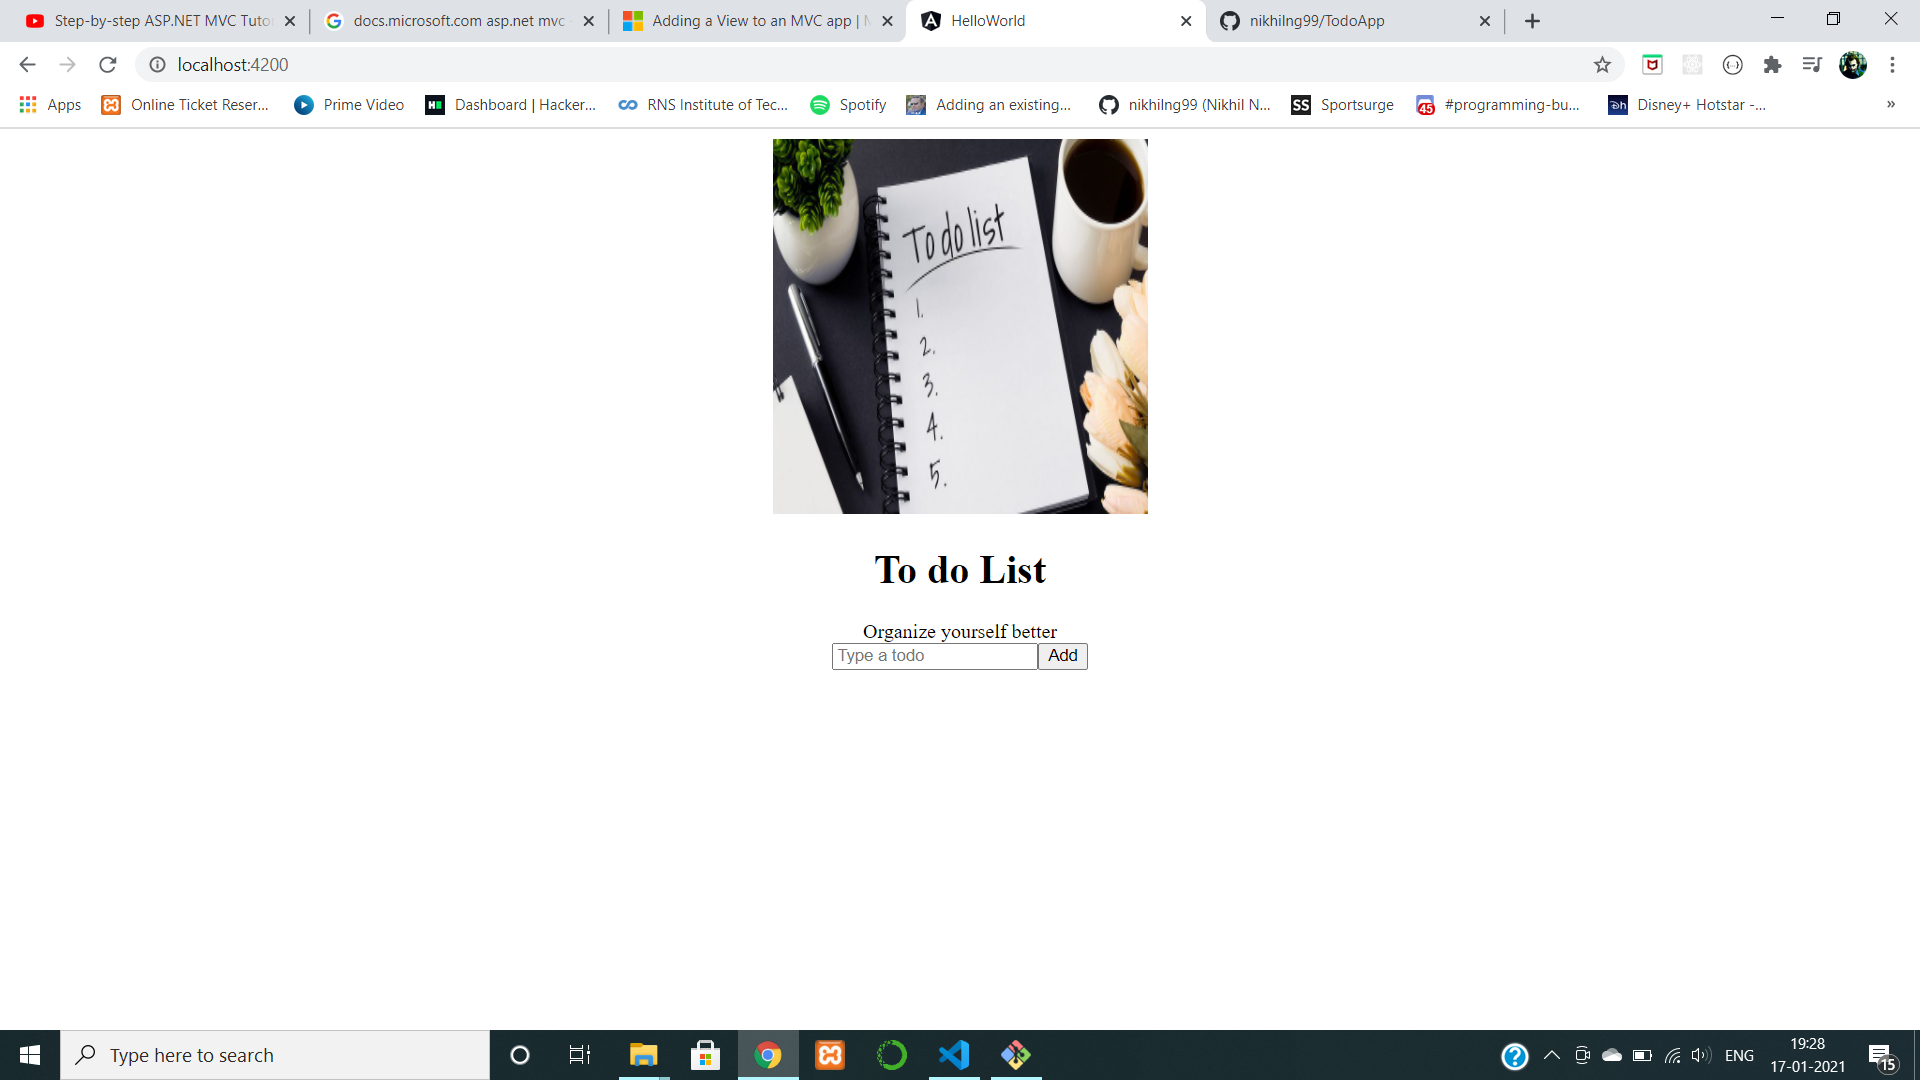 Step-by-step ASP.NET MVC Tuto
docs.microsoft.com asp.net mvc
Adding a View to an MVC app |
HelloWorld
nikhilng99/TodoApp
localhost:4200
Apps
Online Ticket Reser...
Prime Video
Dashboard | Hacker...
RNS Institute of Tec...
Spotify
Adding an existing...
nikhilng99 (Nikhil N...
SS
Sportsurge
45
#programming-bu...
Disney+ Hotstar -...
»
To do list
1.
2.
3.
4.
5.
To do List
Organize yourself better
Type a todo
Add
Type here to search
ENG
19:28
17-01-2021
15